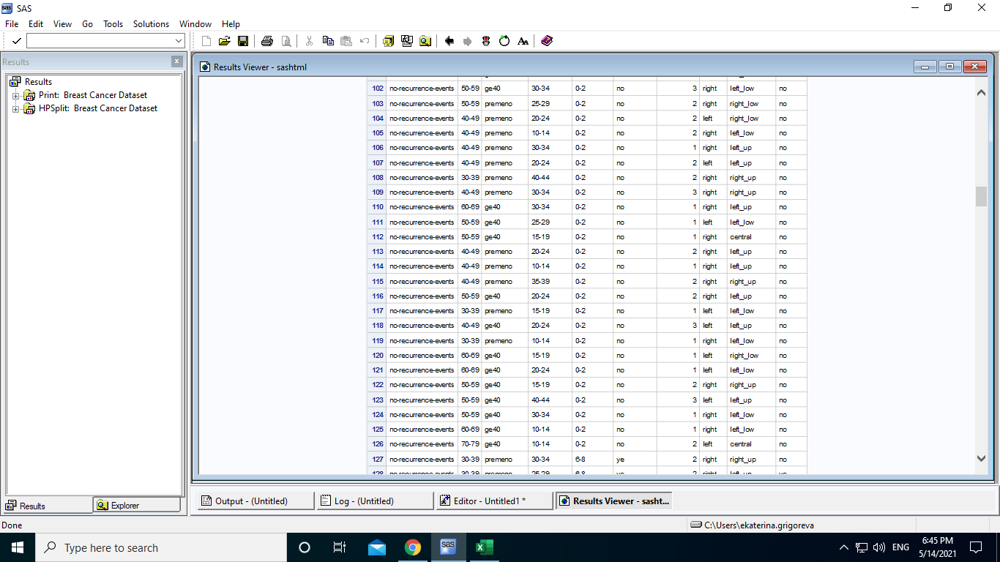 SAS
File Edit View Go Tools Solutions Window Help
Results
Results
Print: Breast Cancer Dataset
HPSplit: Breast Cancer Dataset
Results Viewer - sashtml
102 no-recurrence-events 50-59 ge40 30-34 0-2 no 3 right left_low no
103 no-recurrence-events 50-59 premeno 25-29 0-2 no 2 right right_low no
104 no-recurrence-events 40-49 premeno 20-24 0-2 no 2 left right_low no
105 no-recurrence-events 40-49 premeno 10-14 0-2 no 2 right left_low no
106 no-recurrence-events 40-49 premeno 30-34 0-2 no 1 right left_up no
107 no-recurrence-events 40-49 premeno 20-24 0-2 no 2 left left_up no
108 no-recurrence-events 30-39 premeno 40-44 0-2 no 2 right right_up no
109 no-recurrence-events 40-49 premeno 30-34 0-2 no 3 right right_up no
110 no-recurrence-events 60-69 ge40 30-34 0-2 no 1 right left_up no
111 no-recurrence-events 50-59 ge40 25-29 0-2 no 1 left left_low no
112 no-recurrence-events 50-59 ge40 15-19 0-2 no 1 right central no
113 no-recurrence-events 40-49 premeno 20-24 0-2 no 2 left left_up no
114 no-recurrence-events 40-49 premeno 10-14 0-2 no 1 right left_up no
115 no-recurrence-events 40-49 premeno 35-39 0-2 no 2 right right_up no
116 no-recurrence-events 50-59 ge40 20-24 0-2 no 2 right left_up no
117 no-recurrence-events 30-39 premeno 15-19 0-2 no 1 left left_low no
118 no-recurrence-events 40-49 ge40 20-24 0-2 no 3 left left_up no
119 no-recurrence-events 30-39 premeno 10-14 0-2 no 1 right left_low no
120 no-recurrence-events 60-69 ge40 15-19 0-2 no 1 left right_low no
121 no-recurrence-events 60-69 ge40 20-24 0-2 no 1 left left_low no
122 no-recurrence-events 50-59 ge40 15-19 0-2 no 2 right right_up no
123 no-recurrence-events 50-59 ge40 40-44 0-2 no 3 left left_up no
124 no-recurrence-events 50-59 ge40 30-34 0-2 no 1 right left_low no
125 no-recurrence-events 60-69 ge40 10-14 0-2 no 1 right left_low no
126 no-recurrence-events 70-79 ge40 10-14 0-2 no 2 left central no
127 no-recurrence-events 30-39 premeno 30-34 6-8 ye 2 right right_up no
128 no-recurrence-events 30-39 premeno 25-29 6-8 ye 2 right left_up ye
Results Explorer
Output - (Untitled) Log - (Untitled) Editor - Untitled1 * Results Viewer - sasht...
Done C:\Users\ekaterina.grigoreva
Type here to search
ENG
6:45 PM
5/14/2021